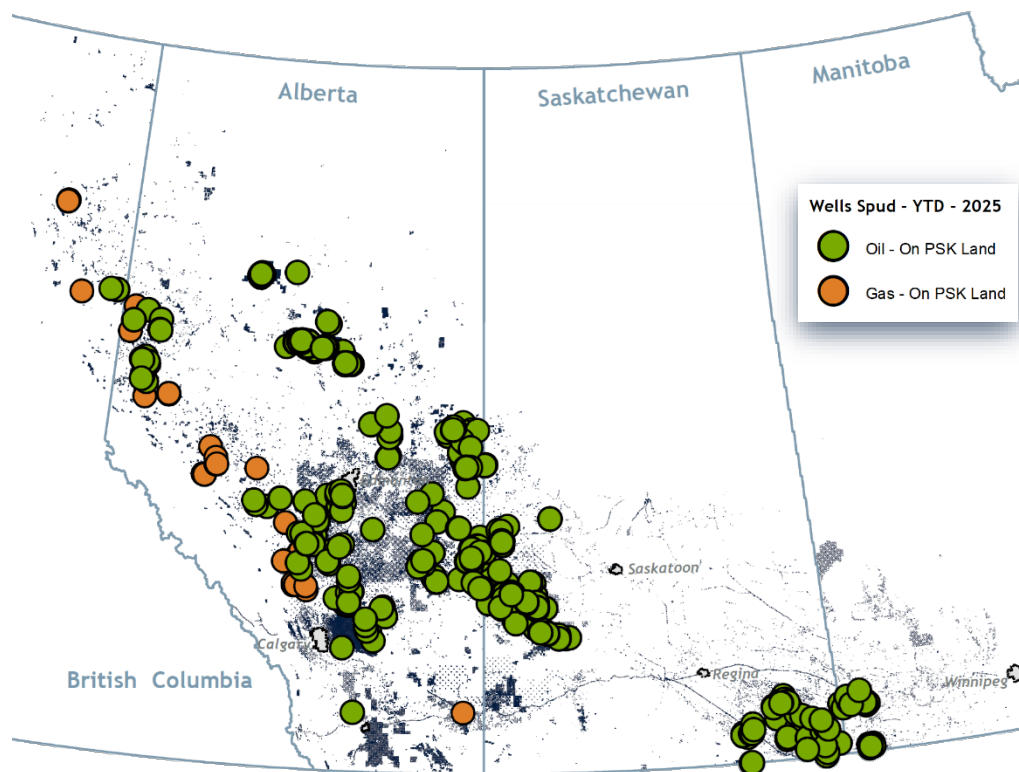 Alberta
Saskatchewan
Manitoba
Wells Spud - YTD - 2025
Oil - On PSK Land
Gas - On PSK Land
Saskatoon
Calgary
British Columbia
Regina
Winnipeg